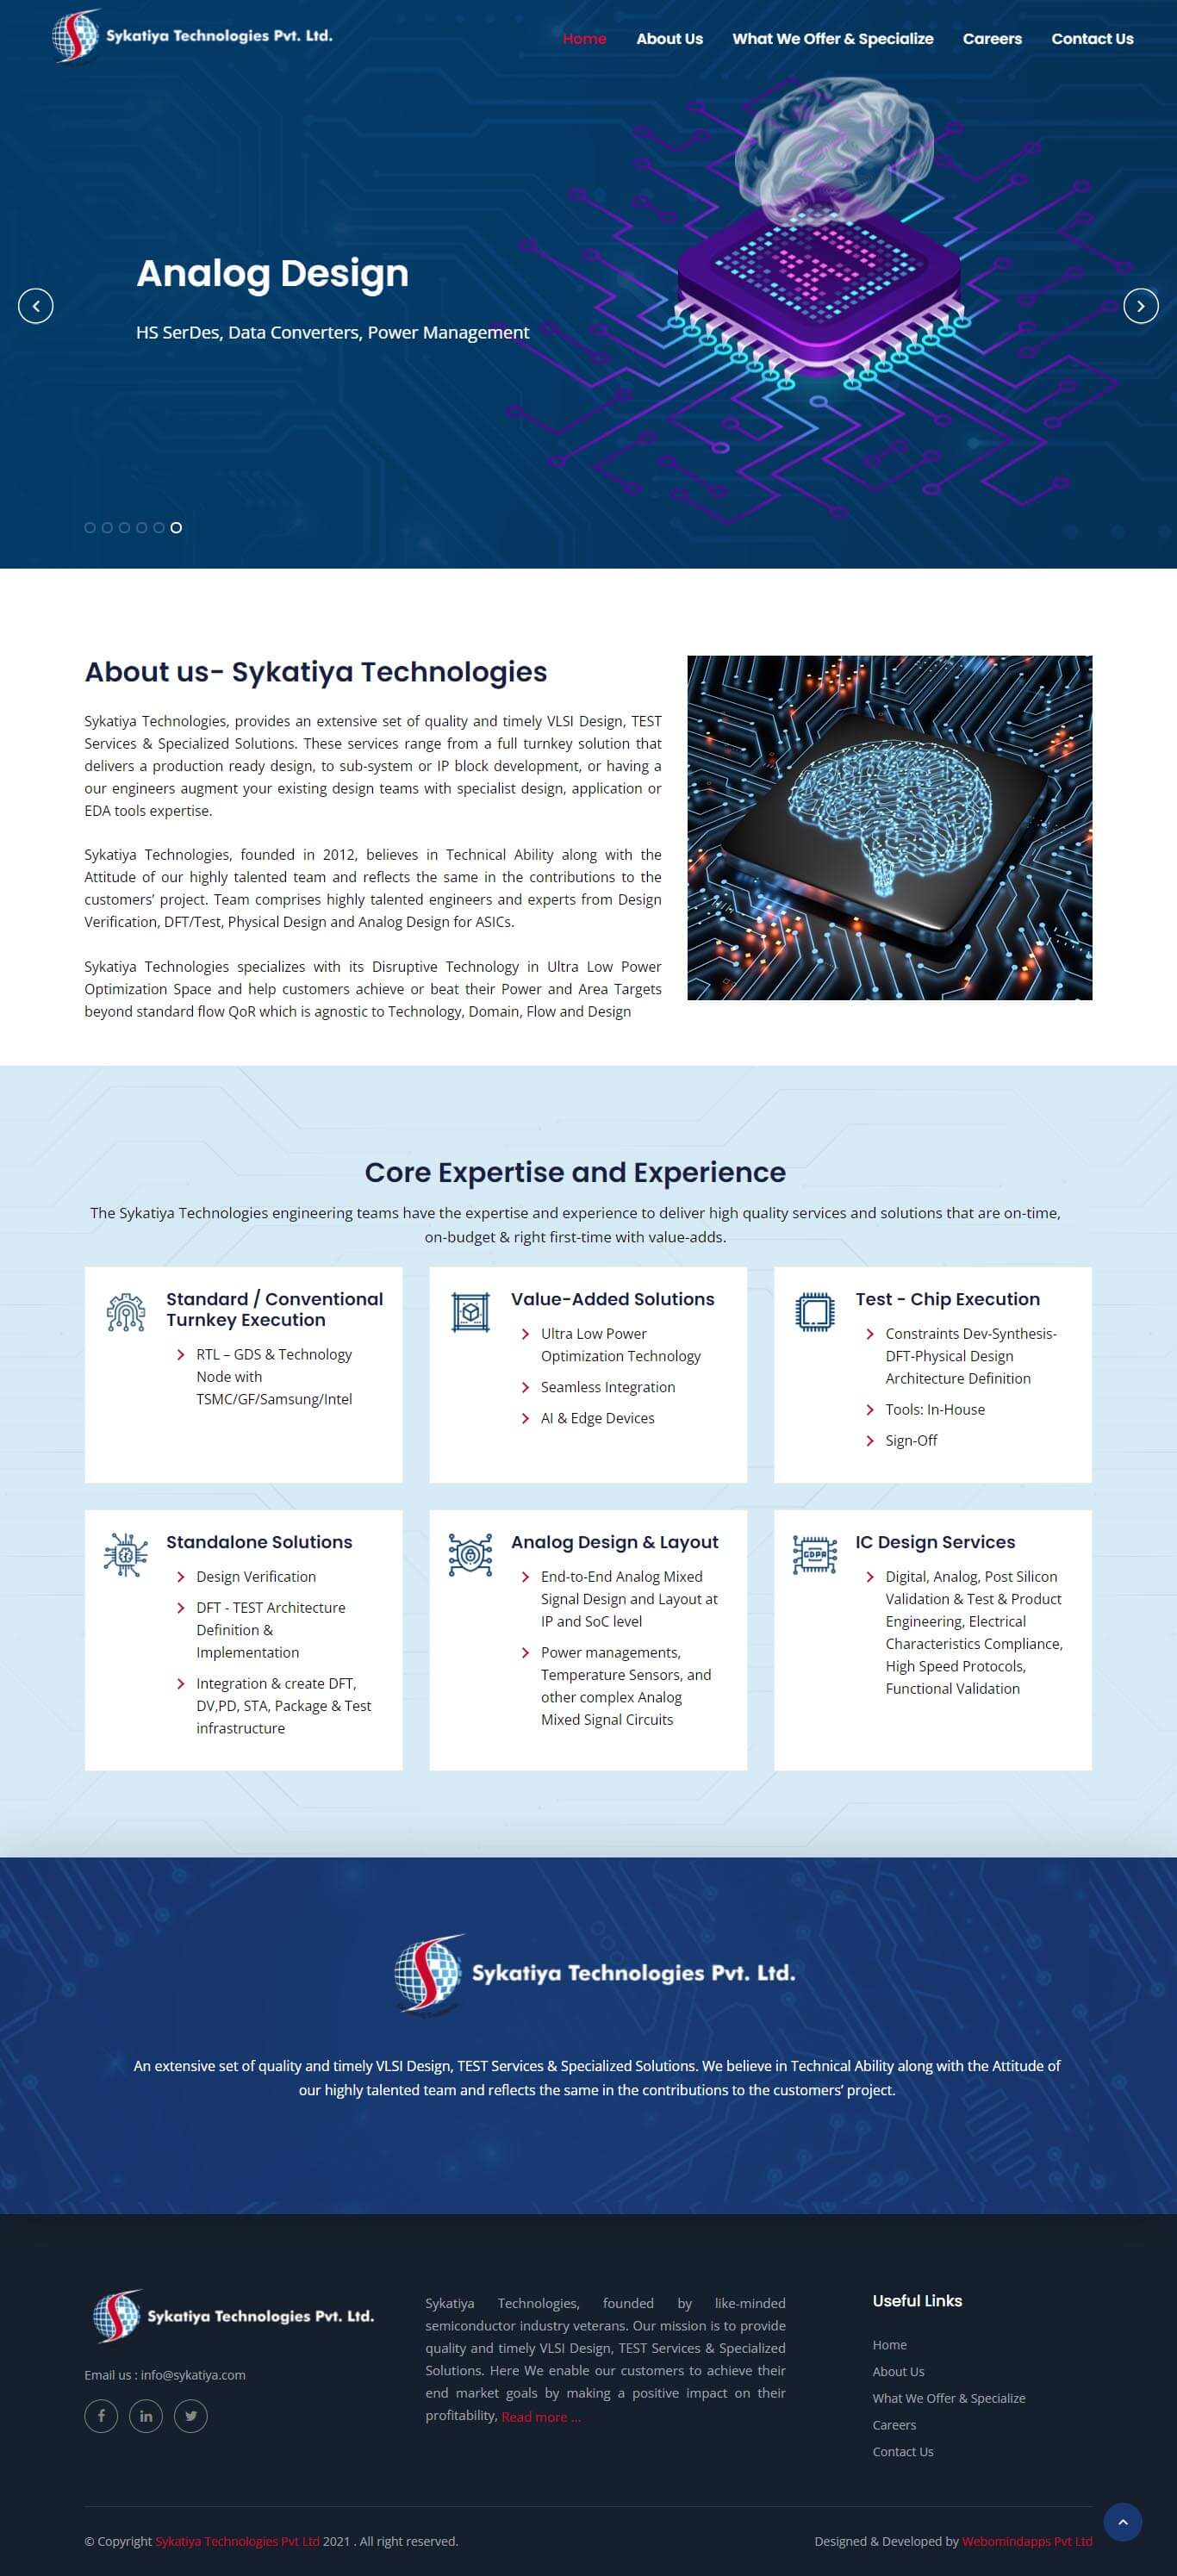 Sykatiya Technologies Pvt. Ltd.
Home About Us What We Offer & Specialize Careers Contact Us
Analog Design
HS SerDes, Data Converters, Power Management
About us- Sykatiya Technologies
Sykatiya Technologies, provides an extensive set of quality and timely VLSI Design, TEST
Services & Specialized Solutions. These services range from a full turnkey solution that
delivers a production ready design, to sub-system or IP block development, or having a
our engineers augment your existing design teams with specialist design, application or
EDA tools expertise.
Sykatiya Technologies, founded in 2012, believes in Technical Ability along with the
Attitude of our highly talented team and reflects the same in the contributions to the
customers’ project. Team comprises highly talented engineers and experts from Design
Verification, DFT/Test, Physical Design and Analog Design for ASICs.
Sykatiya Technologies specializes with its Disruptive Technology in Ultra Low Power
Optimization Space and help customers achieve or beat their Power and Area Targets
beyond standard flow QoR which is agnostic to Technology, Domain, Flow and Design
Core Expertise and Experience
The Sykatiya Technologies engineering teams have the expertise and experience to deliver high quality services and solutions that are on-time,
on-budget & right first-time with value-adds.
Standard / Conventional
Turnkey Execution
RTL – GDS & Technology
Node with
TSMC/GF/Samsung/Intel
Value-Added Solutions
Ultra Low Power
Optimization Technology
Seamless Integration
AI & Edge Devices
Test - Chip Execution
Constraints Dev-Synthesis-
DFT-Physical Design
Architecture Definition
Tools: In-House
Sign-Off
Standalone Solutions
Design Verification
DFT - TEST Architecture
Definition &
Implementation
Integration & create DFT,
DV,PD, STA, Package & Test
infrastructure
Analog Design & Layout
End-to-End Analog Mixed
Signal Design and Layout at
IP and SoC level
Power managements,
Temperature Sensors, and
other complex Analog
Mixed Signal Circuits
GDPR
IC Design Services
Digital, Analog, Post Silicon
Validation & Test & Product
Engineering, Electrical
Characteristics Compliance,
High Speed Protocols,
Functional Validation
Sykatiya Technologies Pvt. Ltd.
An extensive set of quality and timely VLSI Design, TEST Services & Specialized Solutions. We believe in Technical Ability along with the Attitude of
our highly talented team and reflects the same in the contributions to the customers’ project.
Sykatiya Technologies Pvt. Ltd.
Email us : info@sykatiya.com
Sykatiya Technologies, founded by like-minded
semiconductor industry veterans. Our mission is to provide
quality and timely VLSI Design, TEST Services & Specialized
Solutions. Here We enable our customers to achieve their
end market goals by making a positive impact on their
profitability, Read more ...
Useful Links
Home
About Us
What We Offer & Specialize
Careers
Contact Us
© Copyright Sykatiya Technologies Pvt Ltd 2021 . All right reserved.
Designed & Developed by Webomindapps Pvt Ltd